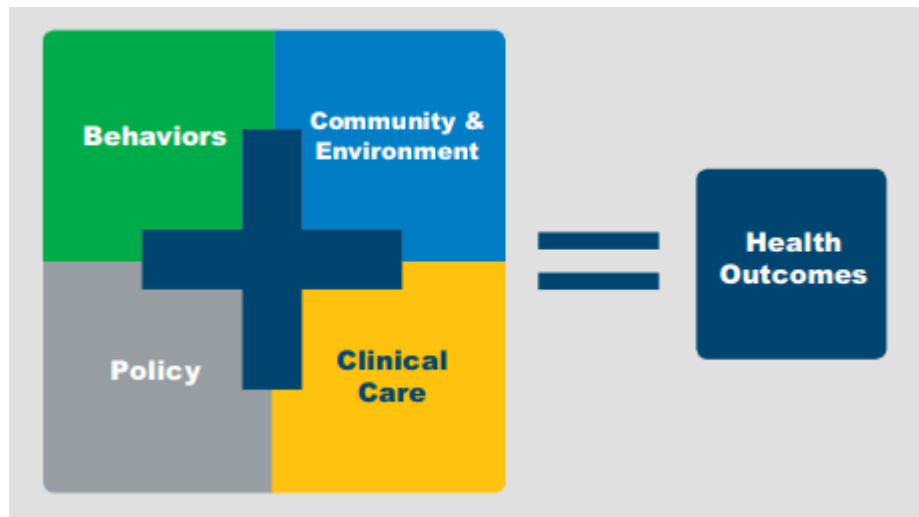 Behaviors
Community &
Environment
Policy
Clinical
Care
Health
Outcomes